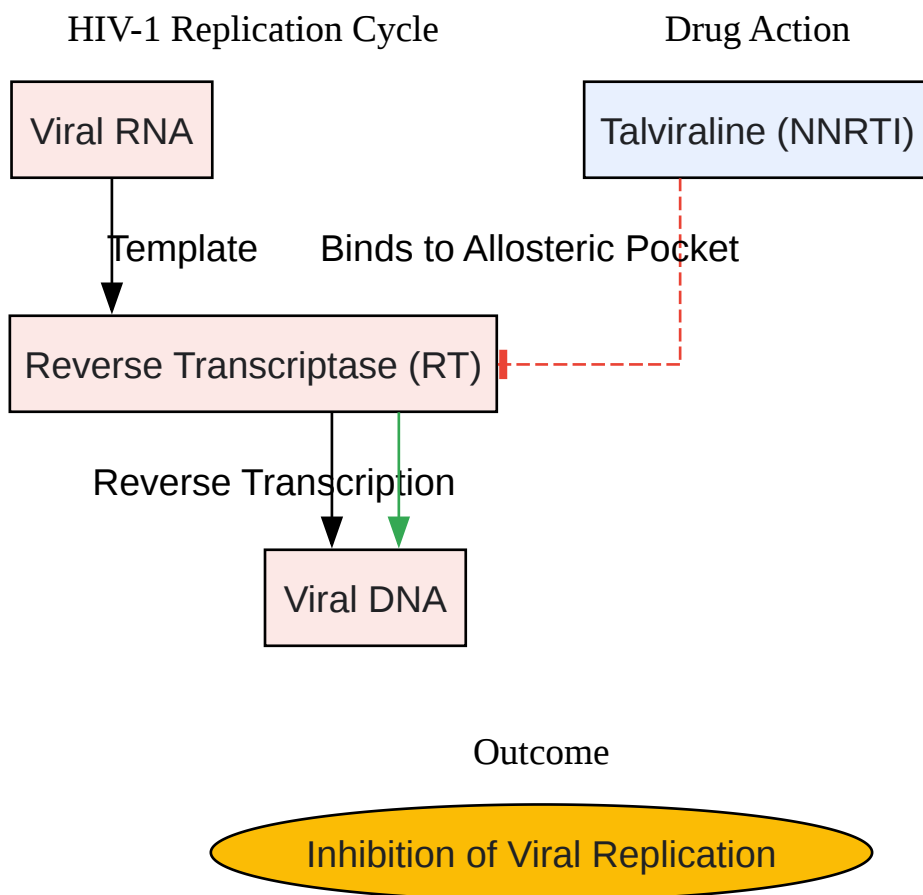 HIV-1 Replication Cycle
Drug Action
Viral RNA
Talviraline (NNRTI)
Template
Binds to Allosteric Pocket
Reverse Transcriptase (RT)
Reverse Transcription
Viral DNA
Outcome
Inhibition of Viral Replication